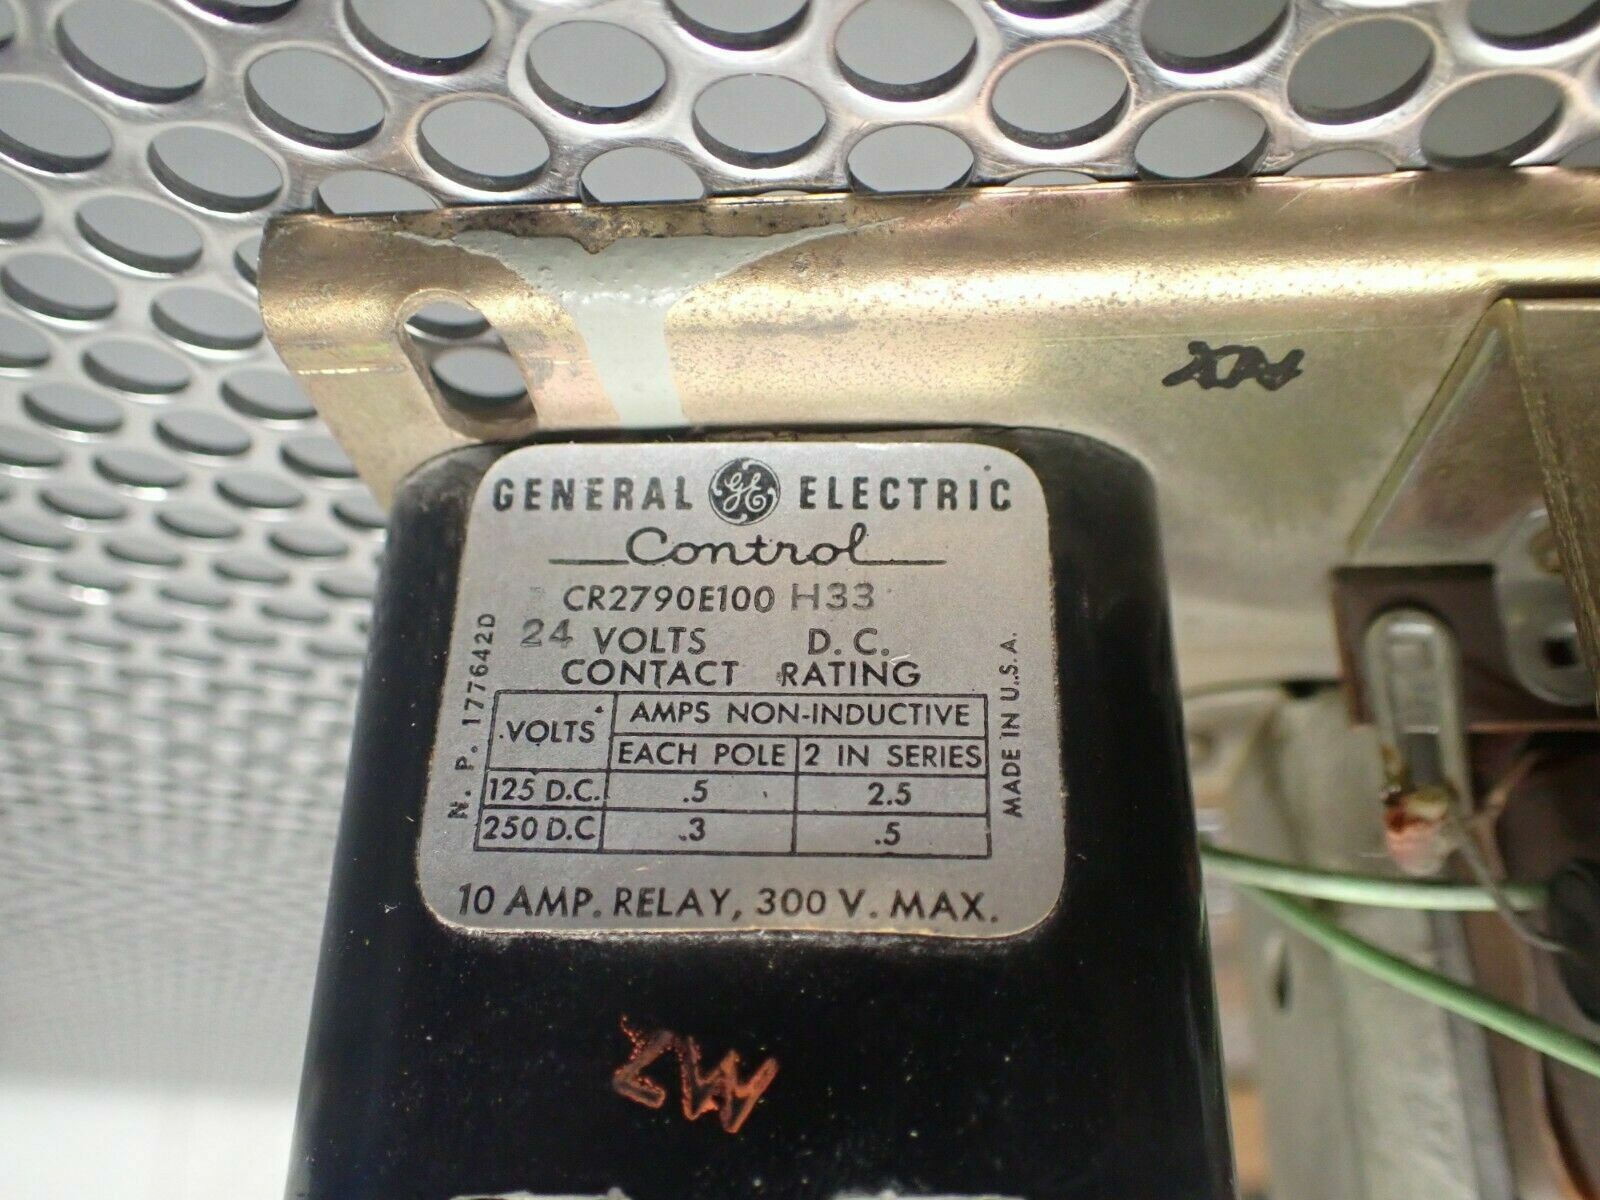 GENERAL GE ELECTRIC
Control
CR2790E100 H33
24 VOLTS D.C.
CONTACT RATING
VOLTS AMPS NON-INDUCTIVE
EACH POLE 2 IN SERIES
125 D.C. .5 2.5
250 D.C .3 .5
10 AMP. RELAY, 300 V. MAX.
N. P. 177642D
MADE IN U.S.A.